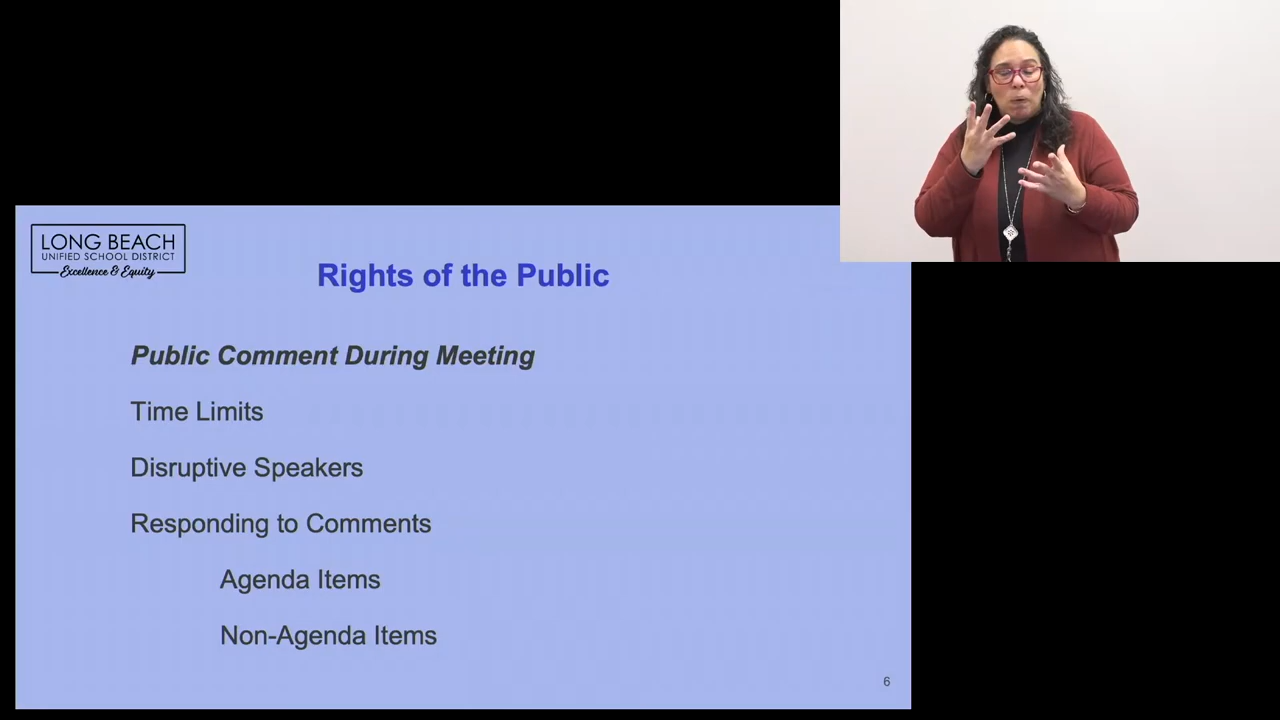 LONG BEACH
UNIFIED SCHOOL DISTRICT
Excellence & Equity
Rights of the Public
Public Comment During Meeting
Time Limits
Disruptive Speakers
Responding to Comments
Agenda Items
Non-Agenda Items
6